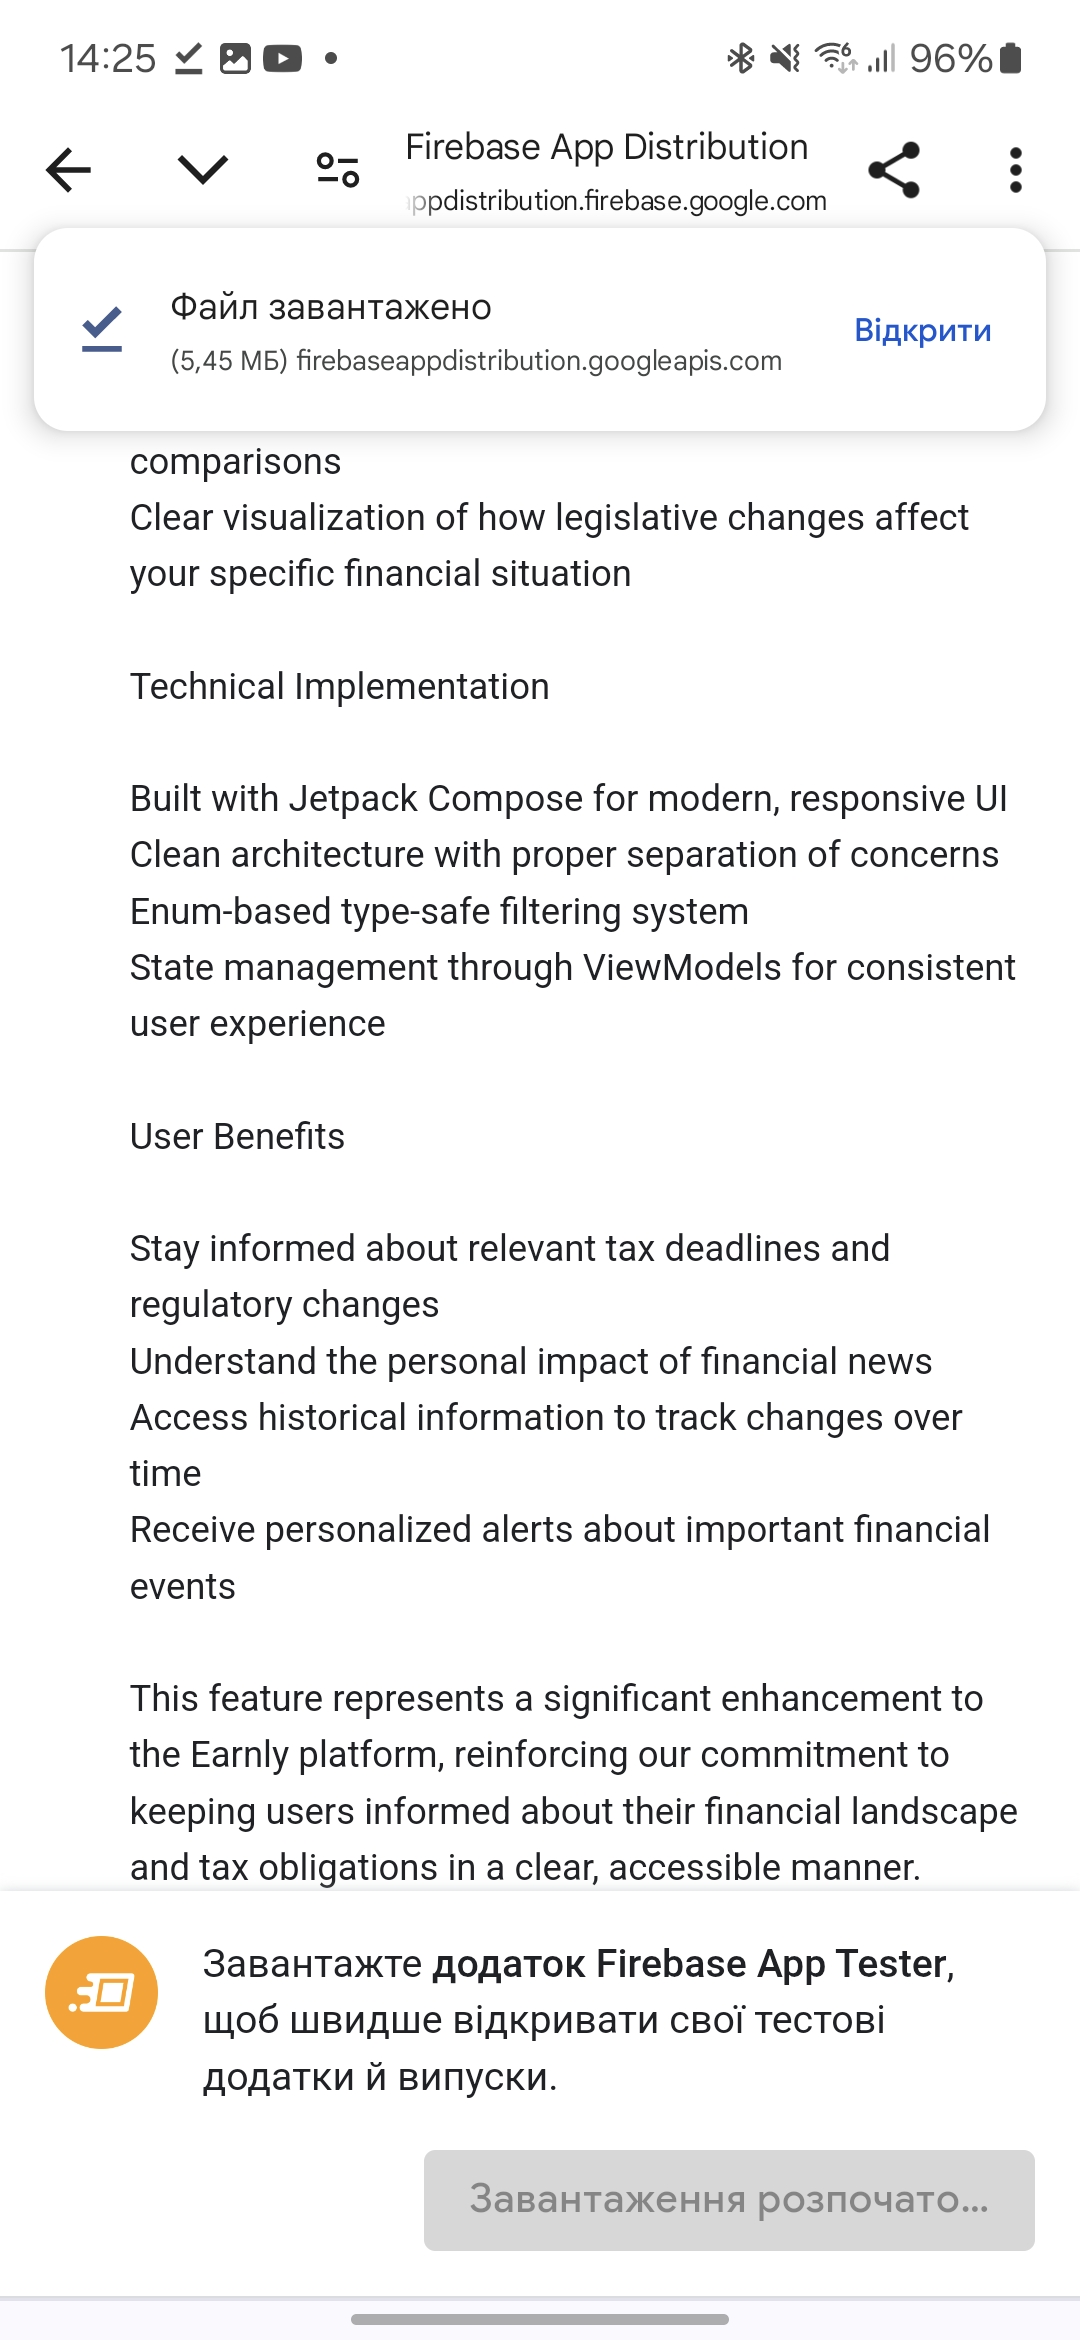 14:25
96%
Firebase App Distribution
appdistribution.firebase.google.com
Файл завантажено
(5,45 МБ) firebaseappdistribution.googleapis.com
Відкрити
comparisons
Clear visualization of how legislative changes affect
your specific financial situation
Technical Implementation
Built with Jetpack Compose for modern, responsive UI
Clean architecture with proper separation of concerns
Enum-based type-safe filtering system
State management through ViewModels for consistent
user experience
User Benefits
Stay informed about relevant tax deadlines and
regulatory changes
Understand the personal impact of financial news
Access historical information to track changes over
time
Receive personalized alerts about important financial
events
This feature represents a significant enhancement to
the Earnly platform, reinforcing our commitment to
keeping users informed about their financial landscape
and tax obligations in a clear, accessible manner.
Завантажте додаток Firebase App Tester,
щоб швидше відкривати свої тестові
додатки й випуски.
Завантаження розпочато...